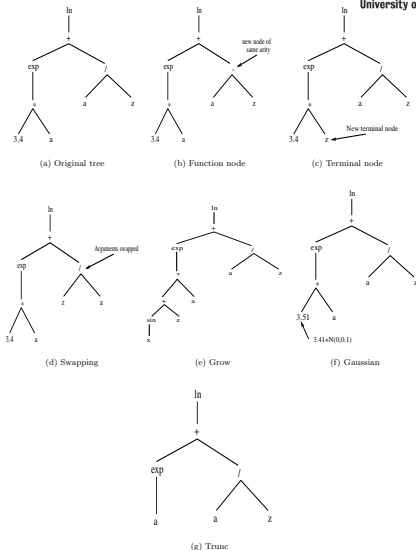 University o
ln ln ln
+ + +
new node of
same arity
exp / exp - exp /
* a z * a z * a z
3.4 a 3.4 a 3.4 z
New terminal node
(a) Original tree (b) Function node (c) Terminal node
ln ln ln
+ + +
Arguments swapped
exp / exp / exp /
* z a * a z * a z
3.4 a + a 3.51 a
sin z
x
3.41+N(0,0.1)
(d) Swapping (e) Grow (f) Gaussian
ln
+
exp /
a a z
(g) Trunc